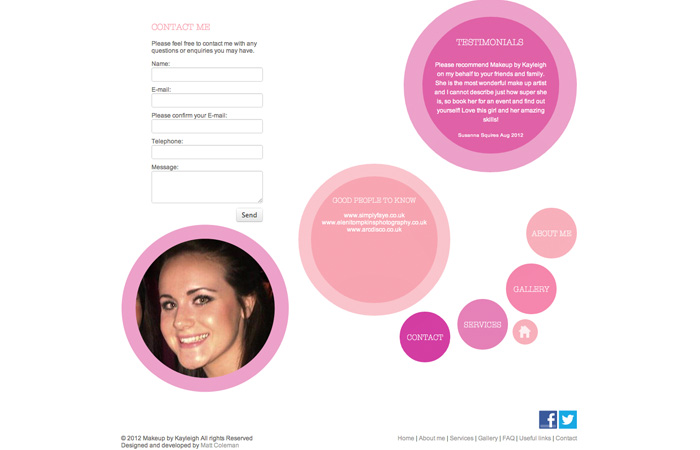 CONTACT ME
Please feel free to contact me with any
questions or enquiries you may have.
Name:
E-mail:
Please confirm your E-mail:
Telephone:
Message:
Send
TESTIMONIALS
Please recommend Makeup by Kayleigh
on my behalf to your friends and family.
She is the most wonderful make up artist
and I cannot describe just how super she
is, so book her for an event and find out
yourself! Love this girl and her amazing
skills!
Susanna Squires Aug 2012
GOOD PEOPLE TO KNOW
www.simplyfaye.co.uk
www.elenitompkinsphotography.co.uk
www.arodisco.co.uk
ABOUT ME
GALLERY
SERVICES
CONTACT
© 2012 Makeup by Kayleigh All rights Reserved
Designed and developed by Matt Coleman
Home | About me | Services | Gallery | FAQ | Useful links | Contact